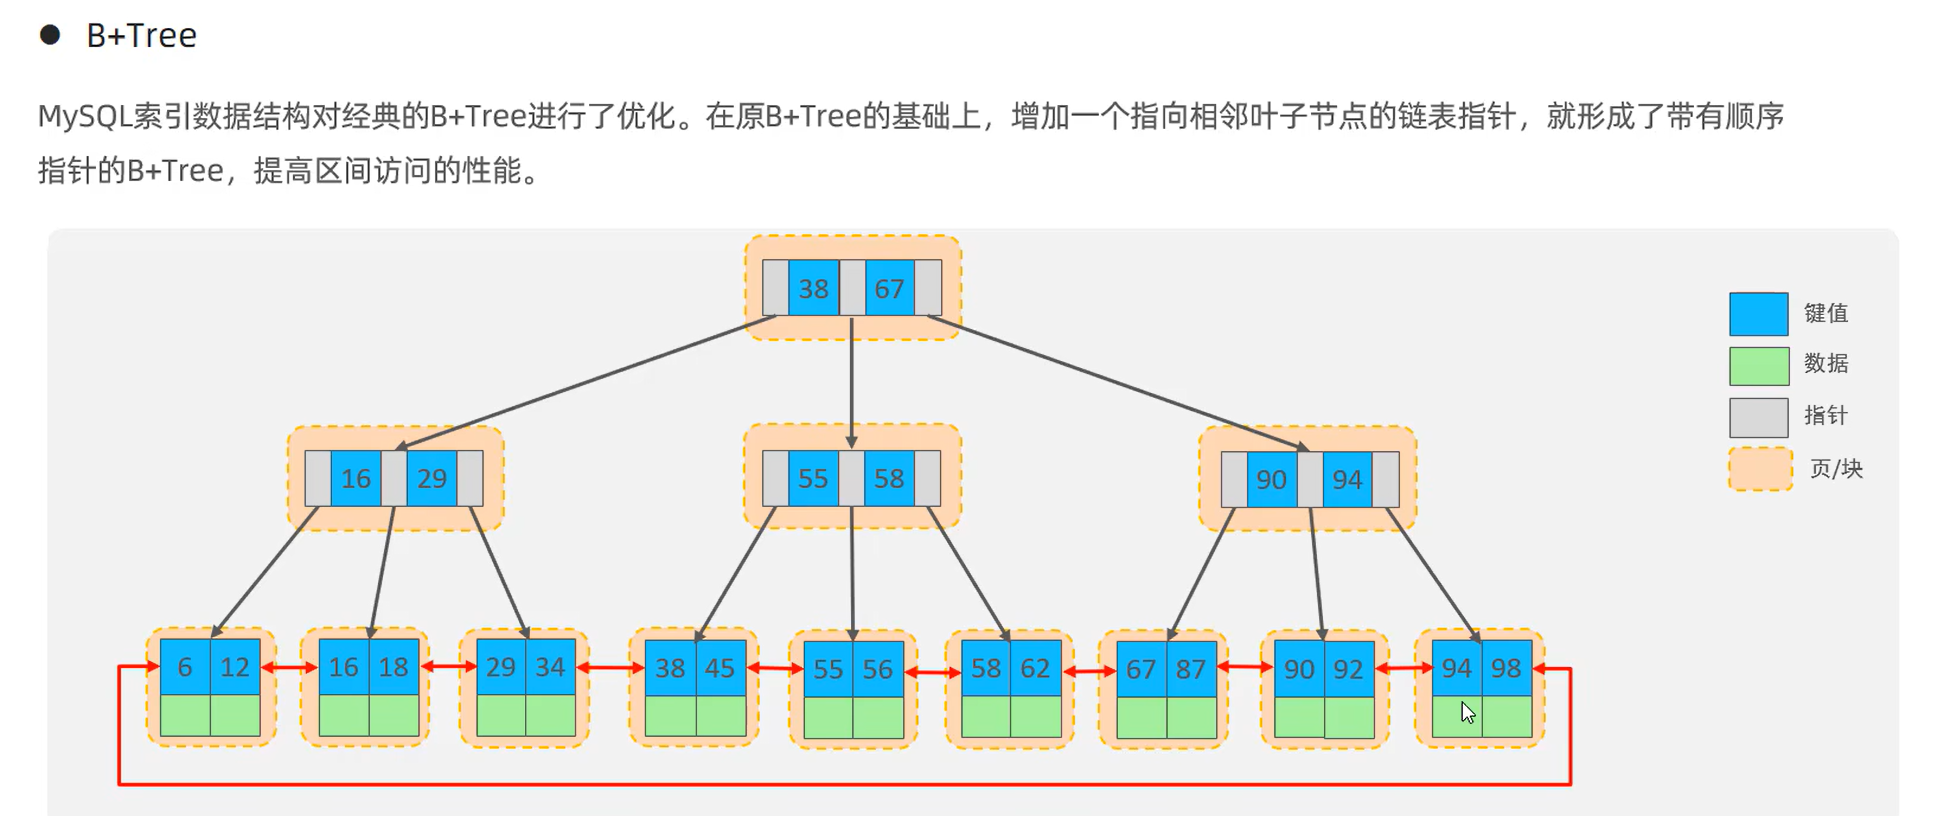 B+Tree
MySQL索引数据结构对经典的B+Tree进行了优化。在原B+Tree的基础上，增加一个指向相邻叶子节点的链表指针，就形成了带有顺序
指针的B+Tree，提高区间访问的性能。
38 67
键值
数据
指针
页/块
16 29 55 58 90 94
6 12 16 18 29 34 38 45 55 56 58 62 67 87 90 92 94 98